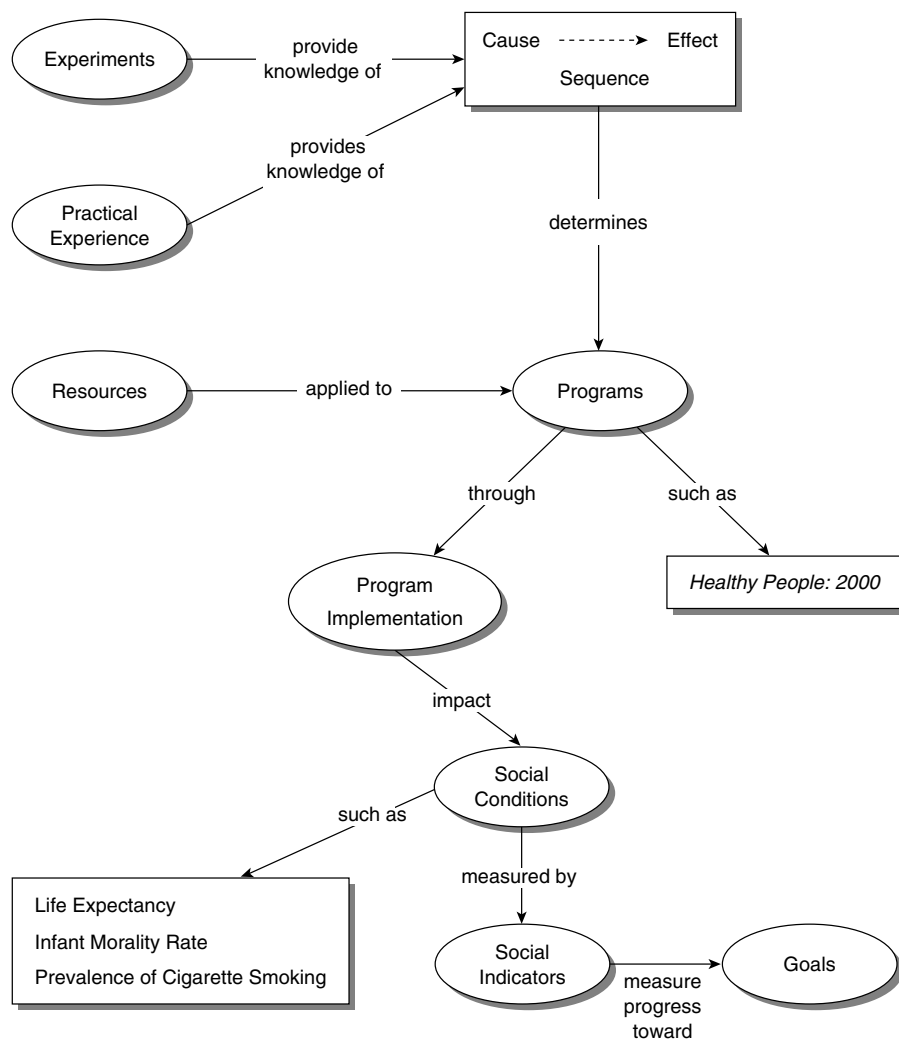 Experiments
provide
knowledge of
Cause Effect
Sequence
provides
knowledge of
Practical
Experience
determines
Resources
applied to
Programs
through
such as
Program
Implementation
Healthy People: 2000
impact
Social
Conditions
such as
measured by
Life Expectancy
Infant Morality Rate
Prevalence of Cigarette Smoking
Social
Indicators
measure
progress
toward
Goals